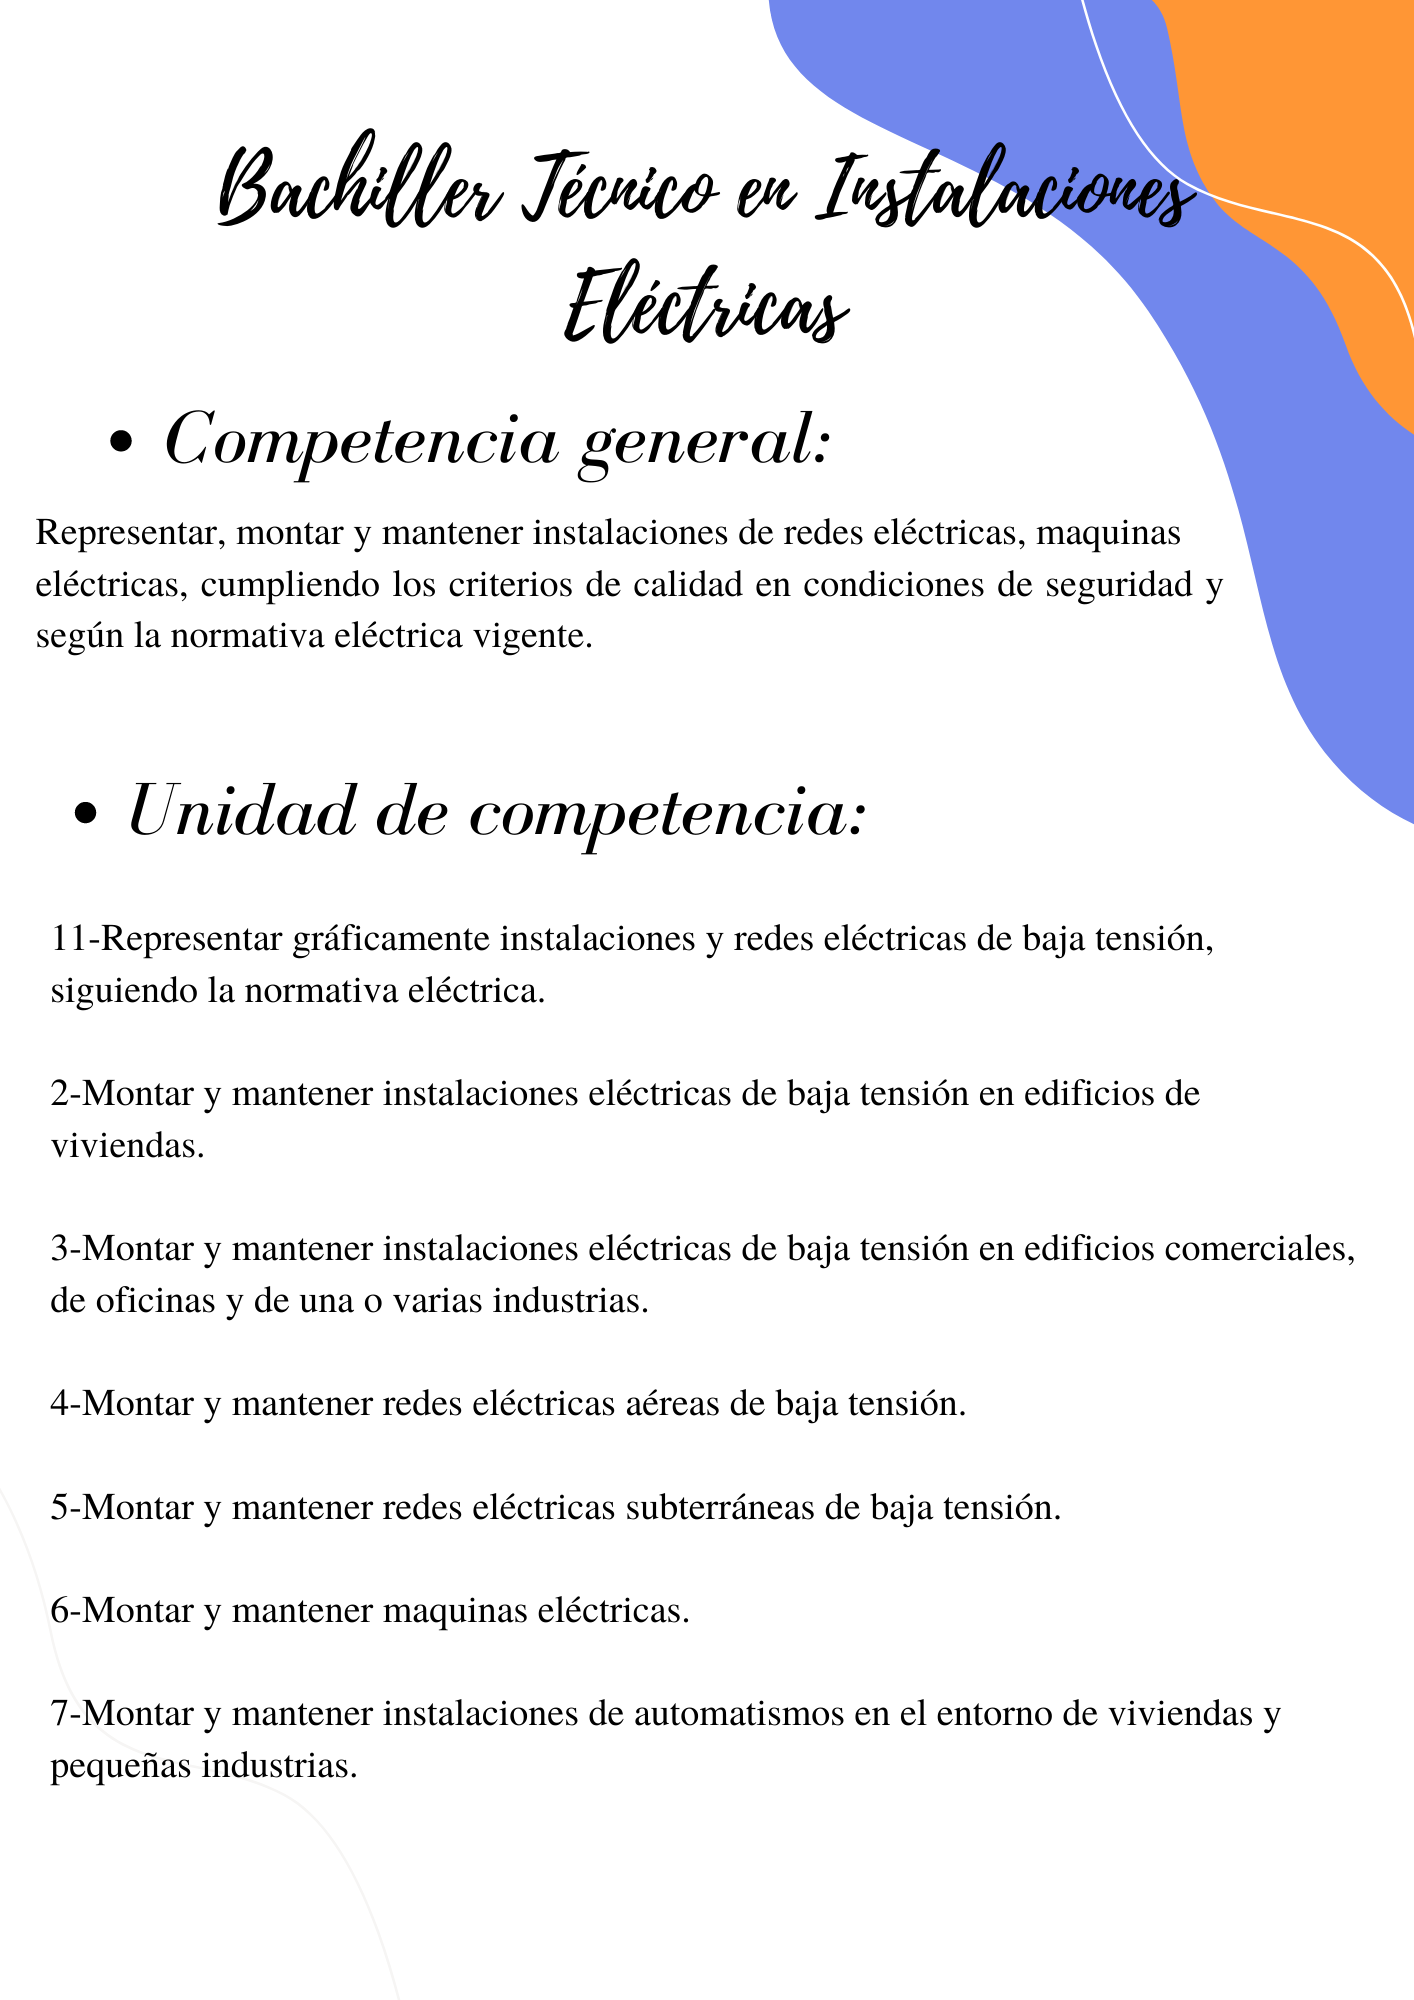 Bachiller Técnico en Instalaciones
Eléctricas
• Competencia general:
Representar, montar y mantener instalaciones de redes eléctricas, maquinas
eléctricas, cumpliendo los criterios de calidad en condiciones de seguridad y
según la normativa eléctrica vigente.
• Unidad de competencia:
11-Representar gráficamente instalaciones y redes eléctricas de baja tensión,
siguiendo la normativa eléctrica.
2-Montar y mantener instalaciones eléctricas de baja tensión en edificios de
viviendas.
3-Montar y mantener instalaciones eléctricas de baja tensión en edificios comerciales,
de oficinas y de una o varias industrias.
4-Montar y mantener redes eléctricas aéreas de baja tensión.
5-Montar y mantener redes eléctricas subterráneas de baja tensión.
6-Montar y mantener maquinas eléctricas.
7-Montar y mantener instalaciones de automatismos en el entorno de viviendas y
pequeñas industrias.